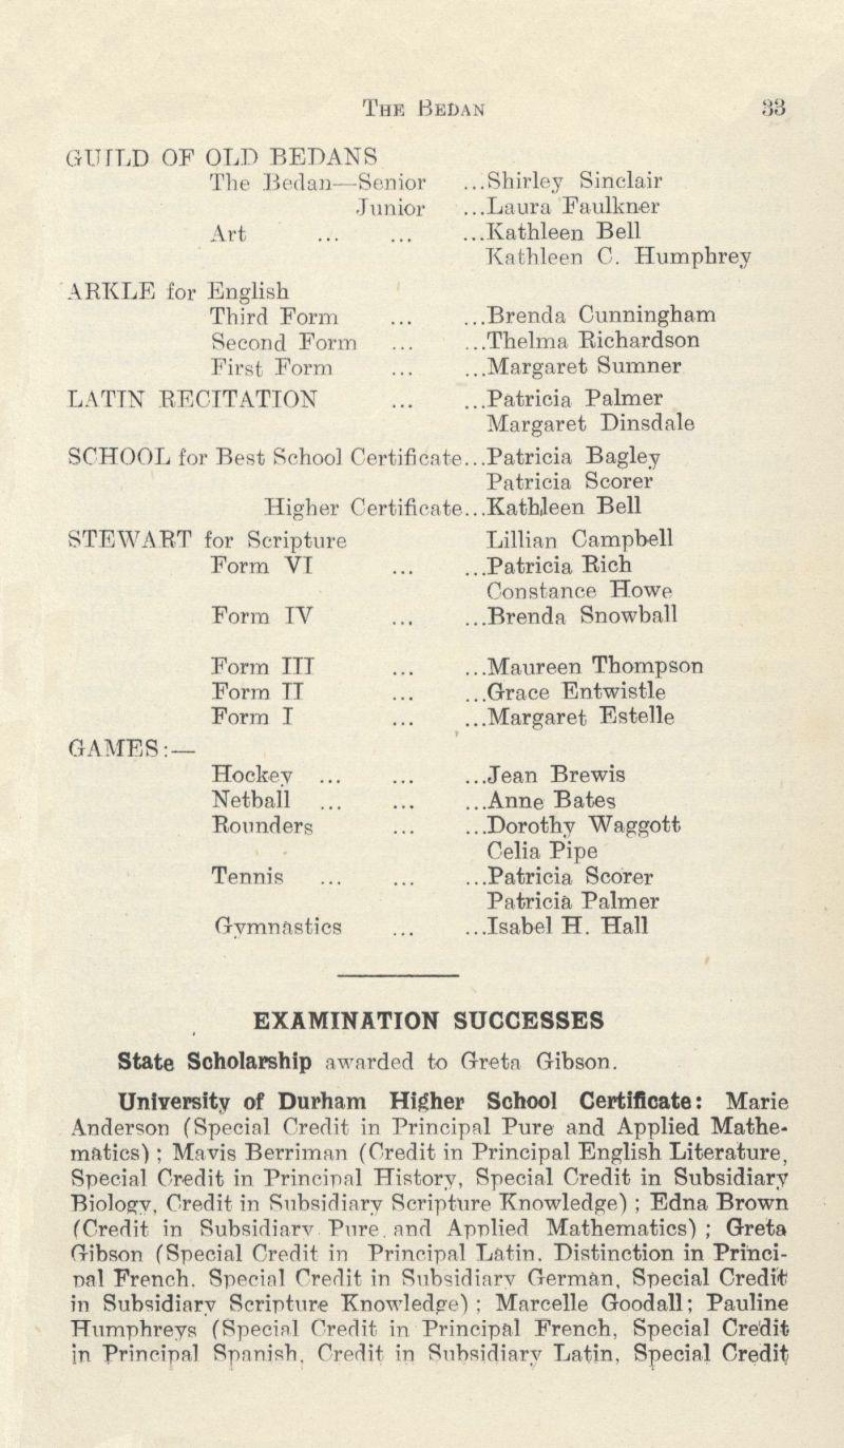 THE BEDAN 33
GUILD OF OLD BEDANS
The Bedan—Senior ...Shirley Sinclair
Junior ...Laura Faulkner
Art ... ... ...Kathleen Bell
Kathleen C. Humphrey
ARKLE for English
Third Form ... ...Brenda Cunningham
Second Form ... ...Thelma Richardson
First Form ... ...Margaret Sumner
LATIN RECITATION ... ...Patricia Palmer
Margaret Dinsdale
SCHOOL for Best School Certificate...Patricia Bagley
Patricia Scorer
Higher Certificate...Kathleen Bell
STEWART for Scripture Lillian Campbell
Form VI ... ...Patricia Rich
Constance Howe
Form IV ... ...Brenda Snowball
Form III ... ...Maureen Thompson
Form II ... ...Grace Entwistle
Form I ... ...Margaret Estelle
GAMES:—
Hockey ... ... ...Jean Brewis
Netball ... ... ...Anne Bates
Rounders ... ...Dorothy Waggott
Celia Pipe
Tennis ... ... ...Patricia Scorer
Patricia Palmer
Gymnastics ... ...Isabel H. Hall
EXAMINATION SUCCESSES
State Scholarship awarded to Greta Gibson.
University of Durham Higher School Certificate: Marie
Anderson (Special Credit in Principal Pure and Applied Mathe-
matics); Mavis Berriman (Credit in Principal English Literature,
Special Credit in Principal History, Special Credit in Subsidiary
Biology, Credit in Subsidiary Scripture Knowledge); Edna Brown
(Credit in Subsidiary Pure and Applied Mathematics); Greta
Gibson (Special Credit in Principal Latin, Distinction in Princi-
pal French, Special Credit in Subsidiary German, Special Credit
in Subsidiary Scripture Knowledge); Marcelle Goodall; Pauline
Humphreys (Special Credit in Principal French, Special Credit
in Principal Spanish, Credit in Subsidiary Latin, Special Credit